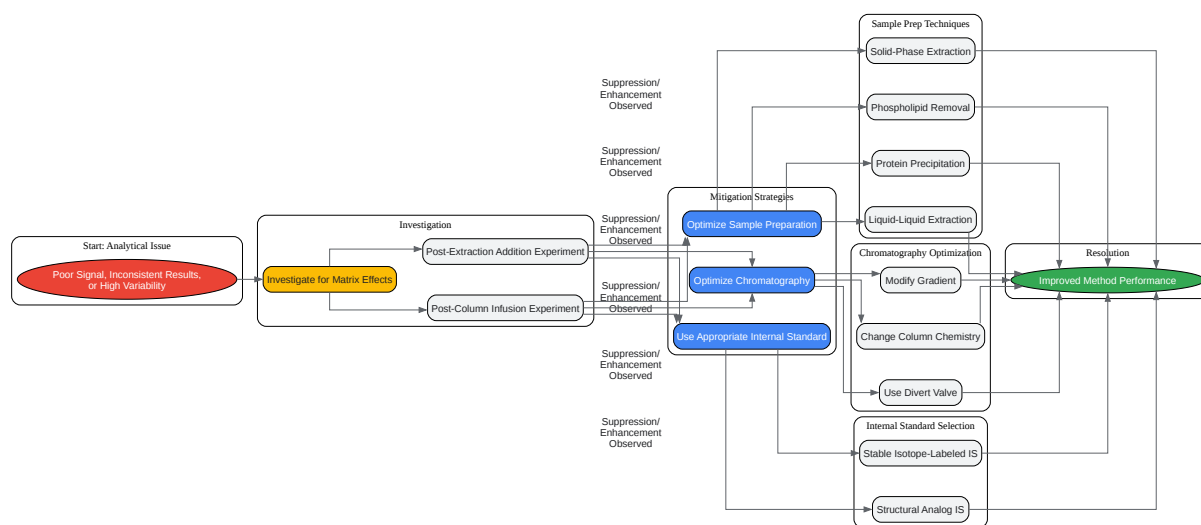 Start: Analytical Issue
Poor Signal, Inconsistent Results,
or High Variability
Investigation
Investigate for Matrix Effects
Post-Extraction Addition Experiment
Post-Column Infusion Experiment
Suppression/
Enhancement
Observed
Suppression/
Enhancement
Observed
Suppression/
Enhancement
Observed
Suppression/
Enhancement
Observed
Suppression/
Enhancement
Observed
Suppression/
Enhancement
Observed
Mitigation Strategies
Optimize Sample Preparation
Optimize Chromatography
Use Appropriate Internal Standard
Sample Prep Techniques
Solid-Phase Extraction
Phospholipid Removal
Protein Precipitation
Liquid-Liquid Extraction
Chromatography Optimization
Modify Gradient
Change Column Chemistry
Use Divert Valve
Internal Standard Selection
Stable Isotope-Labeled IS
Structural Analog IS
Resolution
Improved Method Performance